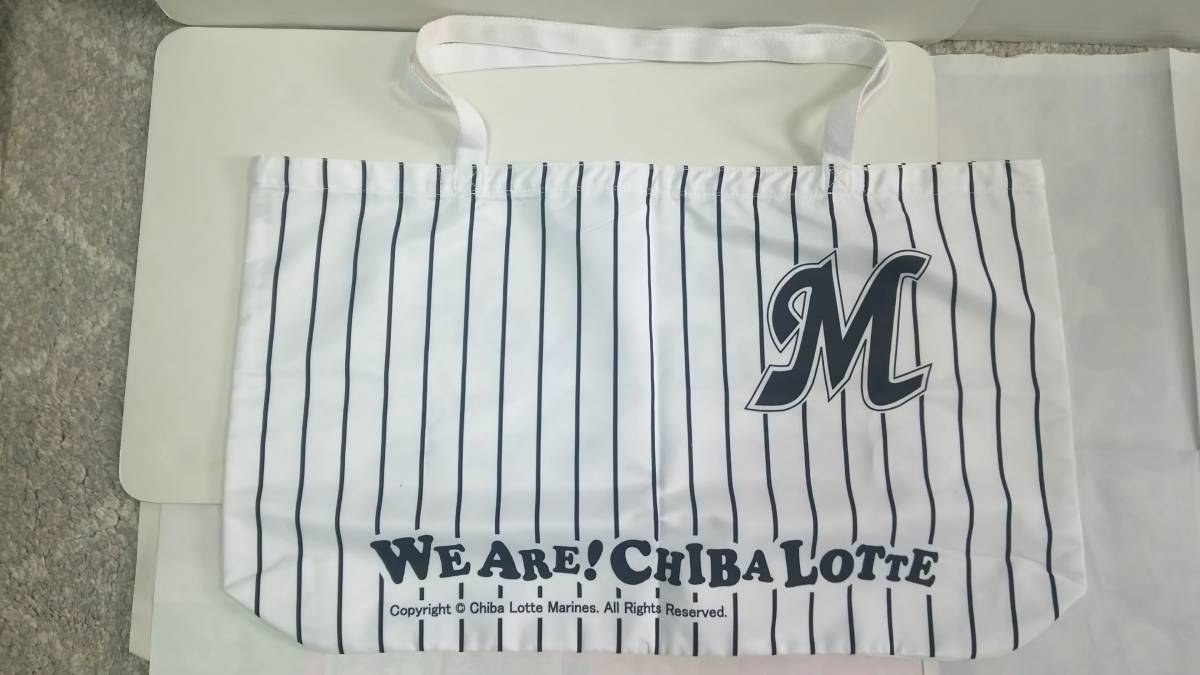 M
WE ARE! CHIBA LOTTE
Copyright © Chiba Lotte Marines. All Rights Reserved.